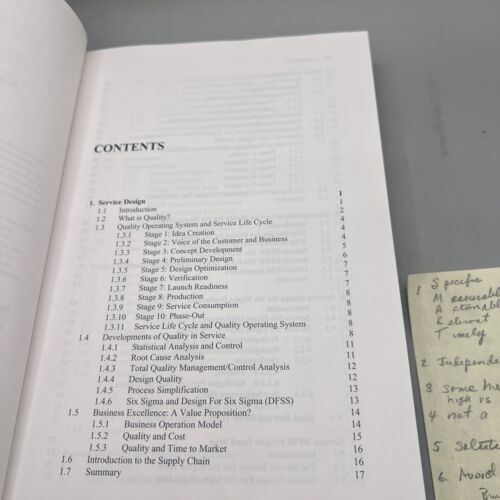 CONTENTS
1. Service Design 1
1.1 Introduction 1
1.2 What is Quality? 2
1.3 Quality Operating System and Service Life Cycle 4
1.3.1 Stage 1: Idea Creation 4
1.3.2 Stage 2: Voice of the Customer and Business 4
1.3.3 Stage 3: Concept Development 5
1.3.4 Stage 4: Preliminary Design 6
1.3.5 Stage 5: Design Optimization 7
1.3.6 Stage 6: Verification 7
1.3.7 Stage 7: Launch Readiness 7
1.3.8 Stage 8: Production 8
1.3.9 Stage 9: Service Consumption 8
1.3.10 Stage 10: Phase-Out 8
1.3.11 Service Life Cycle and Quality Operating System 8
1.4 Developments of Quality in Service 8
1.4.1 Statistical Analysis and Control 11
1.4.2 Root Cause Analysis 11
1.4.3 Total Quality Management/Control Analysis 12
1.4.4 Design Quality 12
1.4.5 Process Simplification 13
1.4.6 Six Sigma and Design For Six Sigma (DFSS) 13
1.5 Business Excellence: A Value Proposition? 14
1.5.1 Business Operation Model 14
1.5.2 Quality and Cost 15
1.5.3 Quality and Time to Market 16
1.6 Introduction to the Supply Chain 16
1.7 Summary 17
1 Specific
Measurabl
Actionabl
Relevant
Timely
2 Independe
3 some
high vs
4 not a
5
6. Avoid